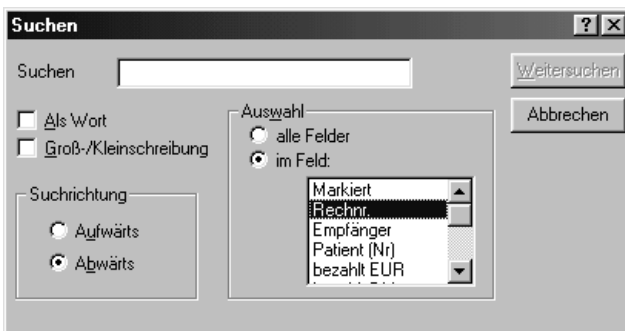 Suchen
Suchen
Weitersuchen
Als Wort
Groß-/Kleinschreibung
Auswahl
alle Felder
im Feld:
Abbrechen
Markiert
Rechnr.
Empfänger
Patient (Nr)
bezahlt EUR
Suchrichtung
Aufwärts
Abwärts